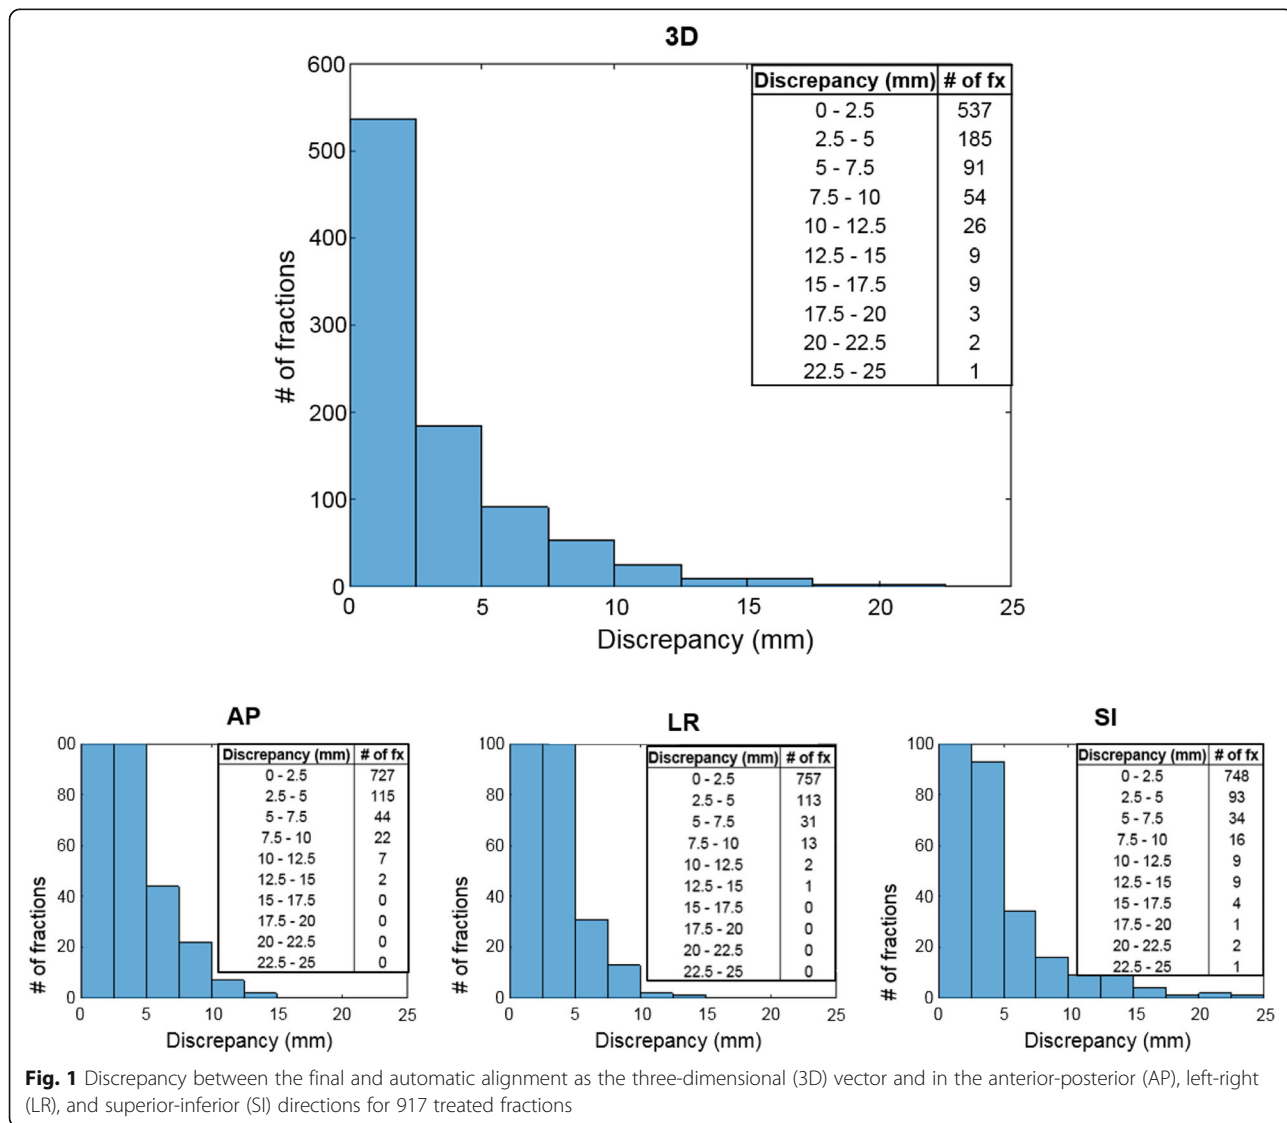 3D
600
500
400
300
200
100
0
# of fractions
Discrepancy (mm) # of fx
0 - 2.5 537
2.5 - 5 185
5 - 7.5 91
7.5 - 10 54
10 - 12.5 26
12.5 - 15 9
15 - 17.5 9
17.5 - 20 3
20 - 22.5 2
22.5 - 25 1
0 5 10 15 20 25
Discrepancy (mm)
AP
00
80
60
40
20
0
# of fractions
Discrepancy (mm) # of fx
0 - 2.5 727
2.5 - 5 115
5 - 7.5 44
7.5 - 10 22
10 - 12.5 7
12.5 - 15 2
15 - 17.5 0
17.5 - 20 0
20 - 22.5 0
22.5 - 25 0
0 5 10 15 20 25
Discrepancy (mm)
LR
100
80
60
40
20
0
# of fractions
Discrepancy (mm) # of fx
0 - 2.5 757
2.5 - 5 113
5 - 7.5 31
7.5 - 10 13
10 - 12.5 2
12.5 - 15 1
15 - 17.5 0
17.5 - 20 0
20 - 22.5 0
22.5 - 25 0
0 5 10 15 20 25
Discrepancy (mm)
SI
100
80
60
40
20
0
# of fractions
Discrepancy (mm) # of fx
0 - 2.5 748
2.5 - 5 93
5 - 7.5 34
7.5 - 10 16
10 - 12.5 9
12.5 - 15 9
15 - 17.5 4
17.5 - 20 1
20 - 22.5 2
22.5 - 25 1
0 5 10 15 20 25
Discrepancy (mm)
Fig. 1 Discrepancy between the final and automatic alignment as the three-dimensional (3D) vector and in the anterior-posterior (AP), left-right
(LR), and superior-inferior (SI) directions for 917 treated fractions